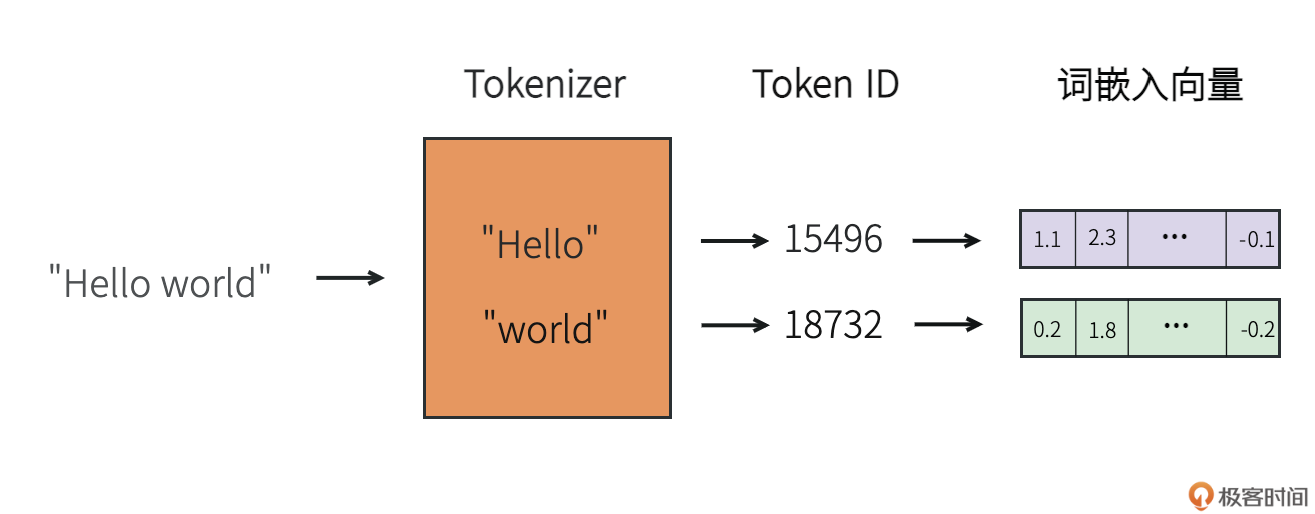 Tokenizer Token ID 词嵌入向量
"Hello world"
"Hello" 15496 1.1 2.3 ··· -0.1
"world" 18732 0.2 1.8 ··· -0.2
极客时间